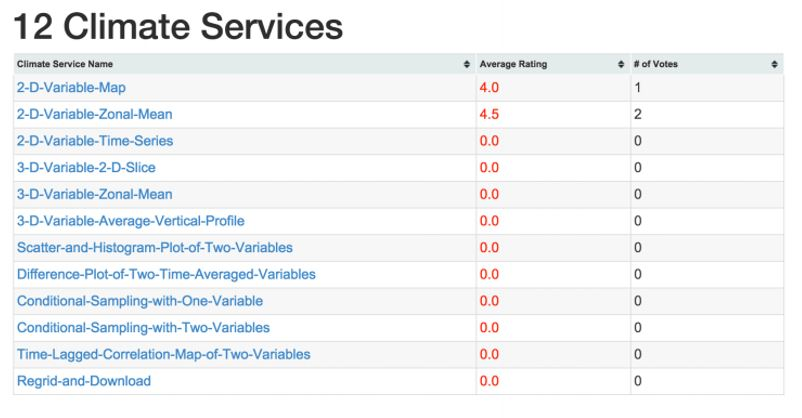 12 Climate Services
Climate Service Name Average Rating # of Votes
2-D-Variable-Map 4.0 1
2-D-Variable-Zonal-Mean 4.5 2
2-D-Variable-Time-Series 0.0 0
3-D-Variable-2-D-Slice 0.0 0
3-D-Variable-Zonal-Mean 0.0 0
3-D-Variable-Average-Vertical-Profile 0.0 0
Scatter-and-Histogram-Plot-of-Two-Variables 0.0 0
Difference-Plot-of-Two-Time-Averaged-Variables 0.0 0
Conditional-Sampling-with-One-Variable 0.0 0
Conditional-Sampling-with-Two-Variables 0.0 0
Time-Lagged-Correlation-Map-of-Two-Variables 0.0 0
Regrid-and-Download 0.0 0